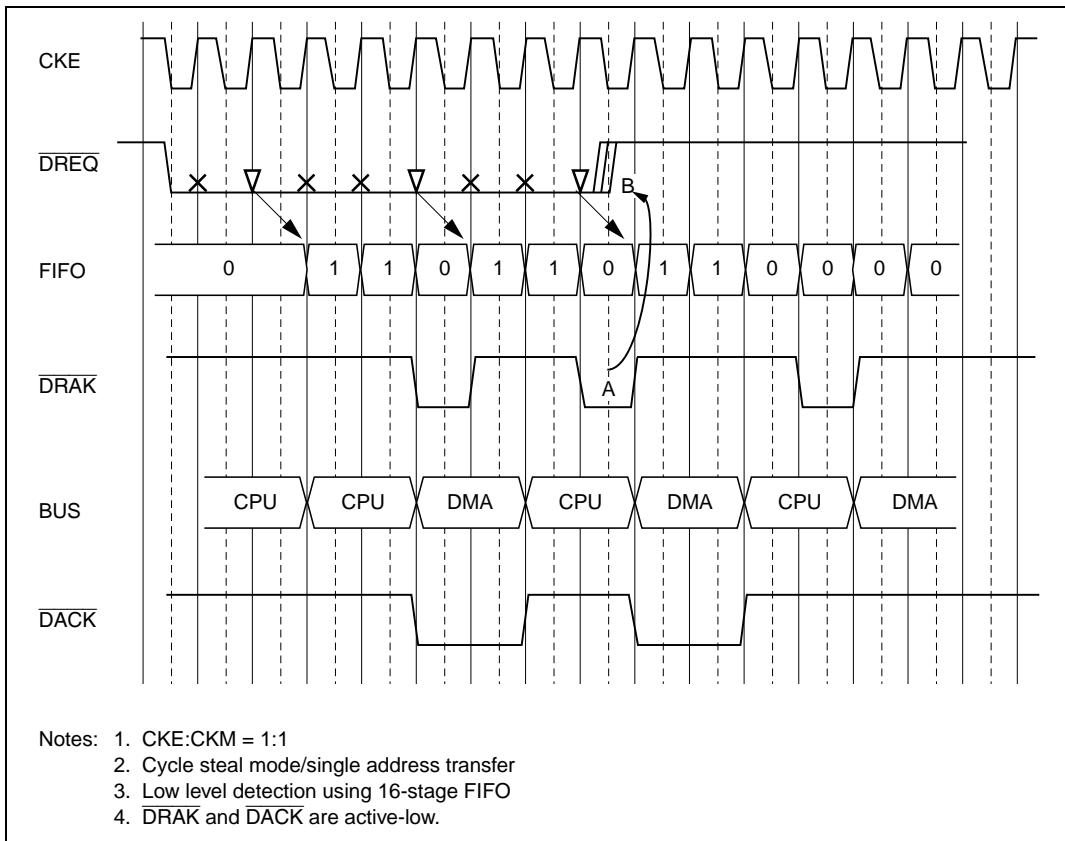 CKE
DREQ
B
FIFO
0 1 1 0 1 1 0 1 1 0 0 0 0
DRAK
A
BUS
CPU CPU DMA CPU DMA CPU DMA
DACK
Notes: 1. CKE:CKM = 1:1
2. Cycle steal mode/single address transfer
3. Low level detection using 16-stage FIFO
4. DRAK and DACK are active-low.